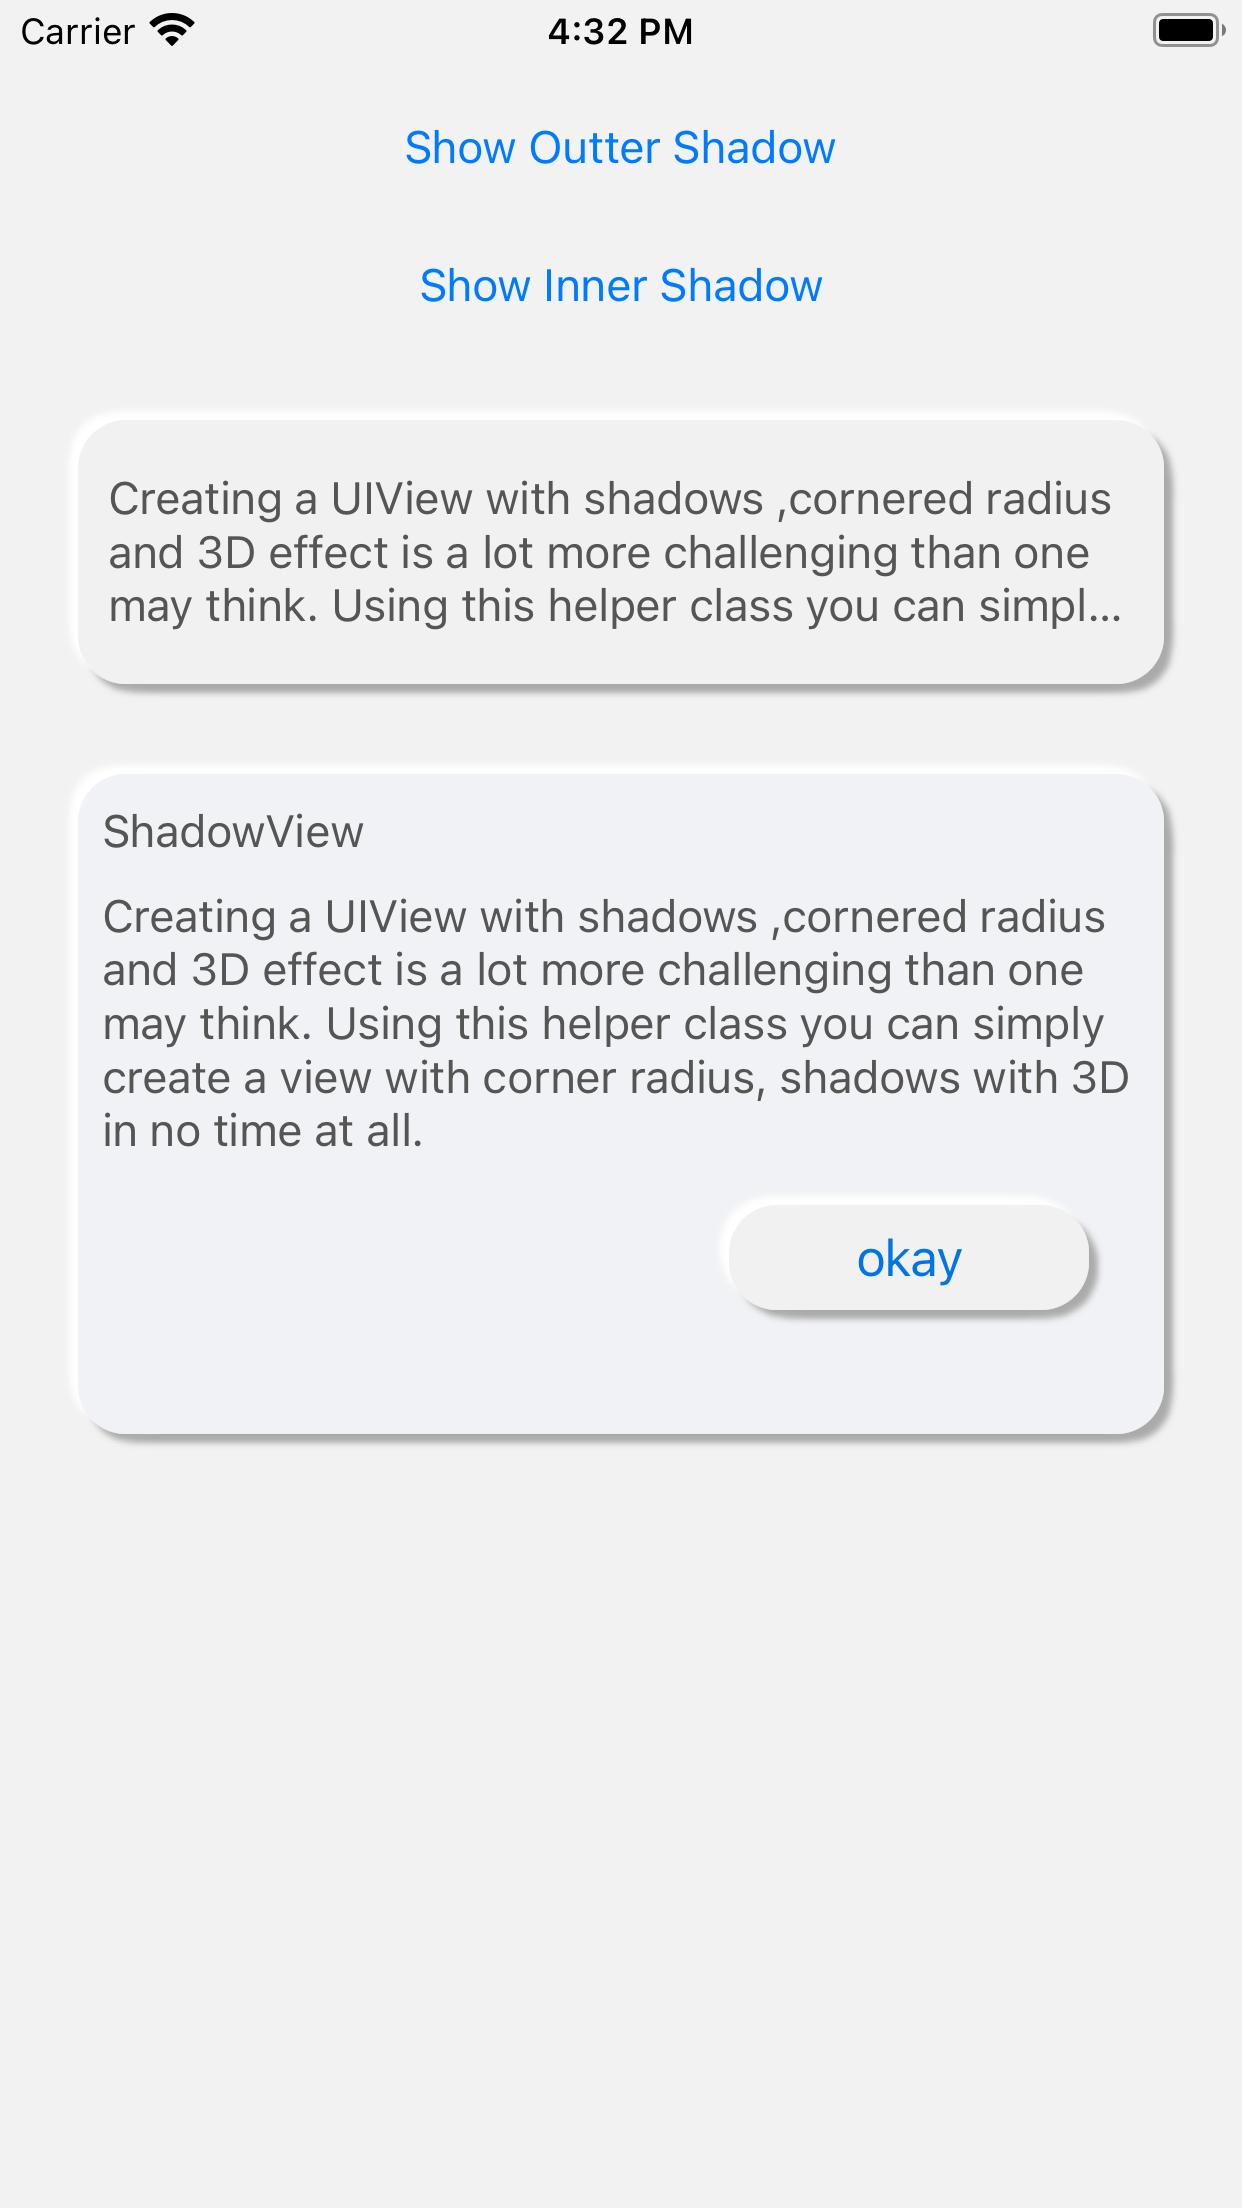 Carrier 4:32 PM
Show Outter Shadow
Show Inner Shadow
Creating a UIView with shadows ,cornered radius
and 3D effect is a lot more challenging than one
may think. Using this helper class you can simpl...
ShadowView
Creating a UIView with shadows ,cornered radius
and 3D effect is a lot more challenging than one
may think. Using this helper class you can simply
create a view with corner radius, shadows with 3D
in no time at all.
okay